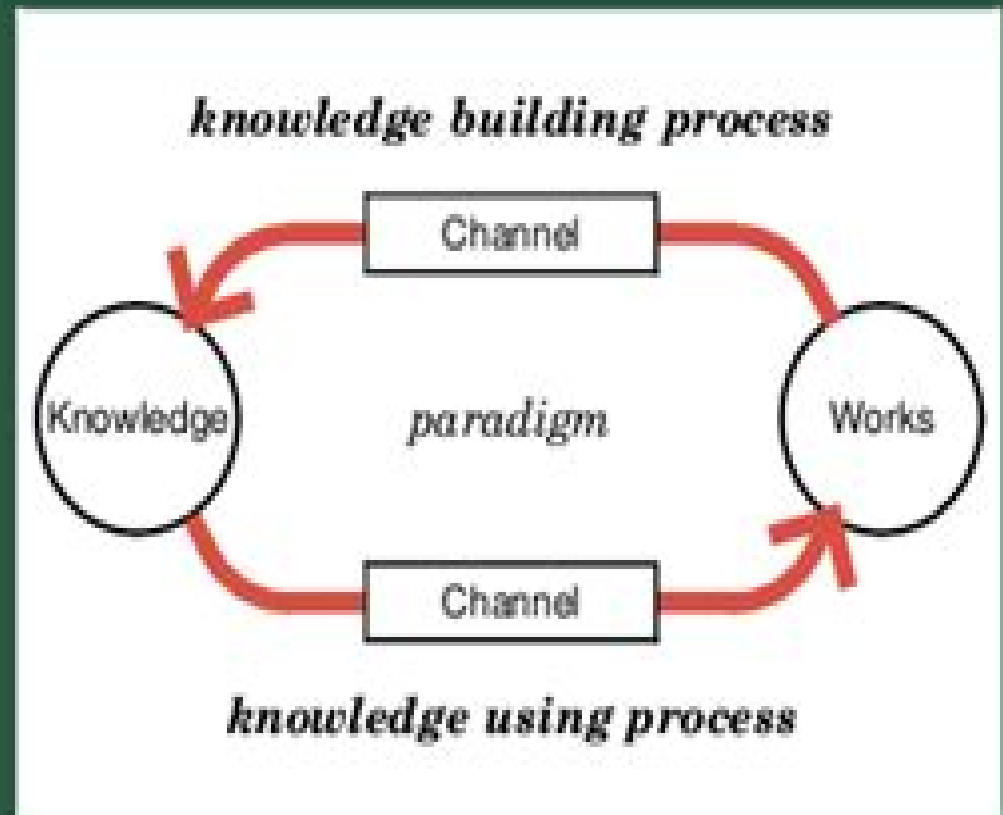 knowledge building process
Channel
Knowledge
paradigm
Works
Channel
knowledge using process